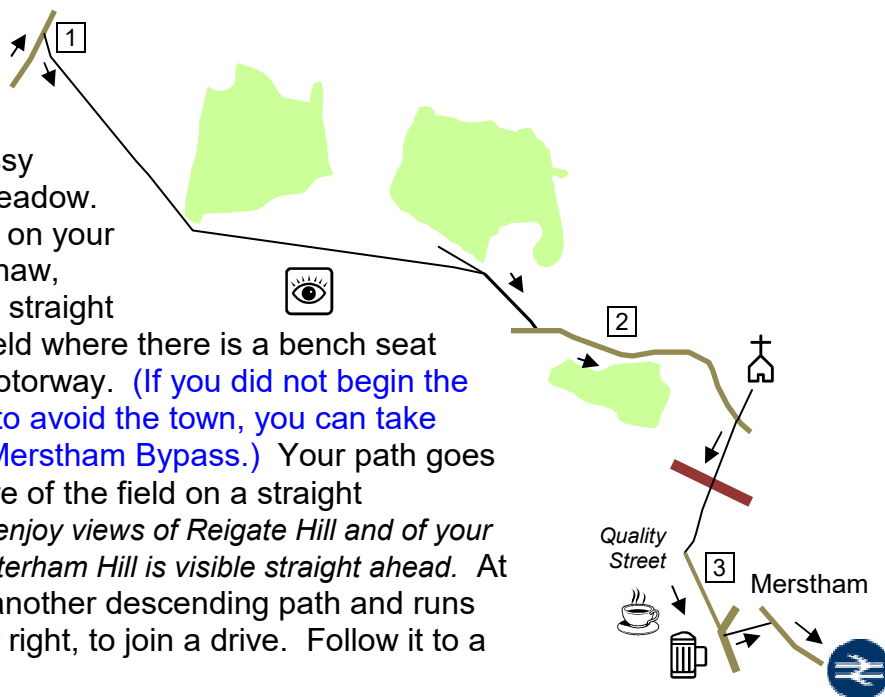 1
ssy
eadow.
on your
haw,
straight
2
eld where there is a bench seat
otorway. (If you did not begin the
to avoid the town, you can take
Merstham Bypass.) Your path goes
re of the field on a straight
enjoy views of Reigate Hill and of your
terham Hill is visible straight ahead. At
another descending path and runs
r right, to join a drive. Follow it to a
Quality
Street
3
Merstham